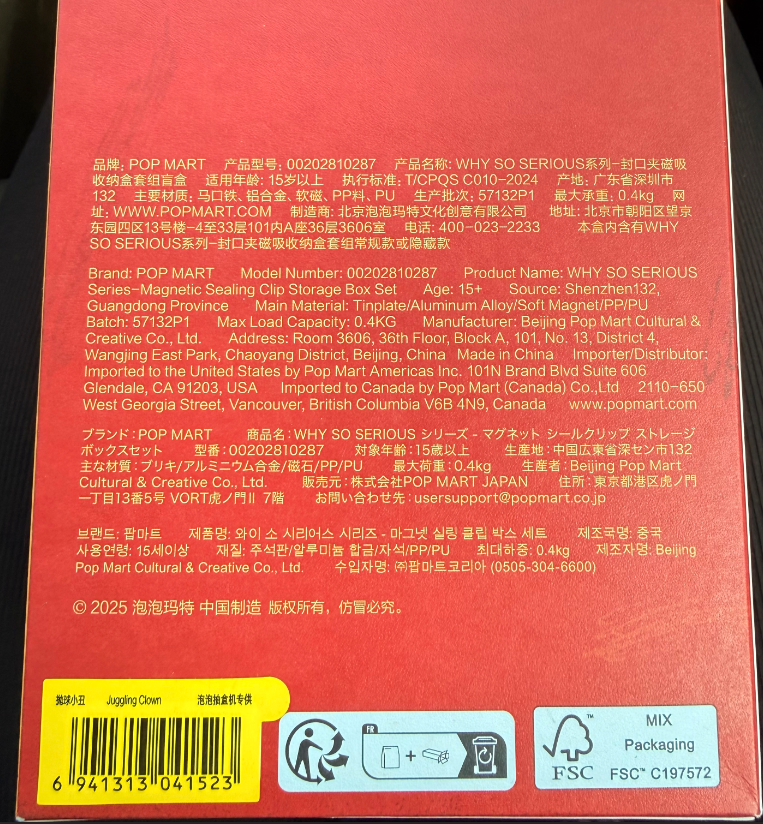 品牌: POP MART 产品型号: 00202810287 产品名称: WHY SO SERIOUS系列-封口夹磁吸
收纳盒套组盲盒 适用年龄: 15岁以上 执行标准: T/CPQS C010-2024 产地: 广东省深圳市
132 主要材质: 马口铁、铝合金、软磁、PP料、PU 生产批次: 57132P1 最大承重: 0.4kg 网
址: WWW.POPMART.COM 制造商: 北京泡泡玛特文化创意有限公司 地址: 北京市朝阳区望京
东园四区13号楼-4至33层101内A座36层3606室 电话: 400-023-2233 本盒内含有WHY
SO SERIOUS系列-封口夹磁吸收纳盒套组常规款或隐藏款
Brand: POP MART Model Number: 00202810287 Product Name: WHY SO SERIOUS
Series-Magnetic Sealing Clip Storage Box Set Age: 15+ Source: Shenzhen132,
Guangdong Province Main Material: Tinplate/Aluminum Alloy/Soft Magnet/PP/PU
Batch: 57132P1 Max Load Capacity: 0.4KG Manufacturer: Beijing Pop Mart Cultural &
Creative Co., Ltd. Address: Room 3606, 36th Floor, Block A, 101, No. 13, District 4,
Wangjing East Park, Chaoyang District, Beijing, China Made in China Importer/Distributor:
Imported to the United States by Pop Mart Americas Inc. 101N Brand Blvd Suite 606
Glendale, CA 91203, USA Imported to Canada by Pop Mart (Canada) Co.,Ltd 2110-650
West Georgia Street, Vancouver, British Columbia V6B 4N9, Canada www.popmart.com
ブランド: POP MART 商品名: WHY SO SERIOUS シリーズ - マグネット シールクリップ ストレージ
ボックスセット 型番: 00202810287 対象年齢: 15歳以上 生産地: 中国広東省深セン市132
主な材質: ブリキ/アルミニウム合金/磁石/PP/PU 最大荷重: 0.4kg 生産者: Beijing Pop Mart
Cultural & Creative Co., Ltd. 販売元: 株式会社POP MART JAPAN 住所: 東京都港区虎ノ門
一丁目13番5号 VORT虎ノ門Ⅱ 7階 お問い合わせ先: usersupport@popmart.co.jp
브랜드: 팝마트 제품명: 와이 소 시리어스 시리즈 - 마그넷 실링 클립 박스 세트 제조국명: 중국
사용연령: 15세이상 재질: 주석판/알루미늄 합금/자석/PP/PU 최대하중: 0.4kg 제조자명: Beijing
Pop Mart Cultural & Creative Co., Ltd. 수입자명: ㈜팝마트코리아 (0505-304-6600)
© 2025 泡泡玛特 中国制造 版权所有，仿冒必究。
抛球小丑 Juggling Clown 泡泡抽盒机专供
6 941313 041523
FR
MIX
Packaging
FSC™ C197572
FSC